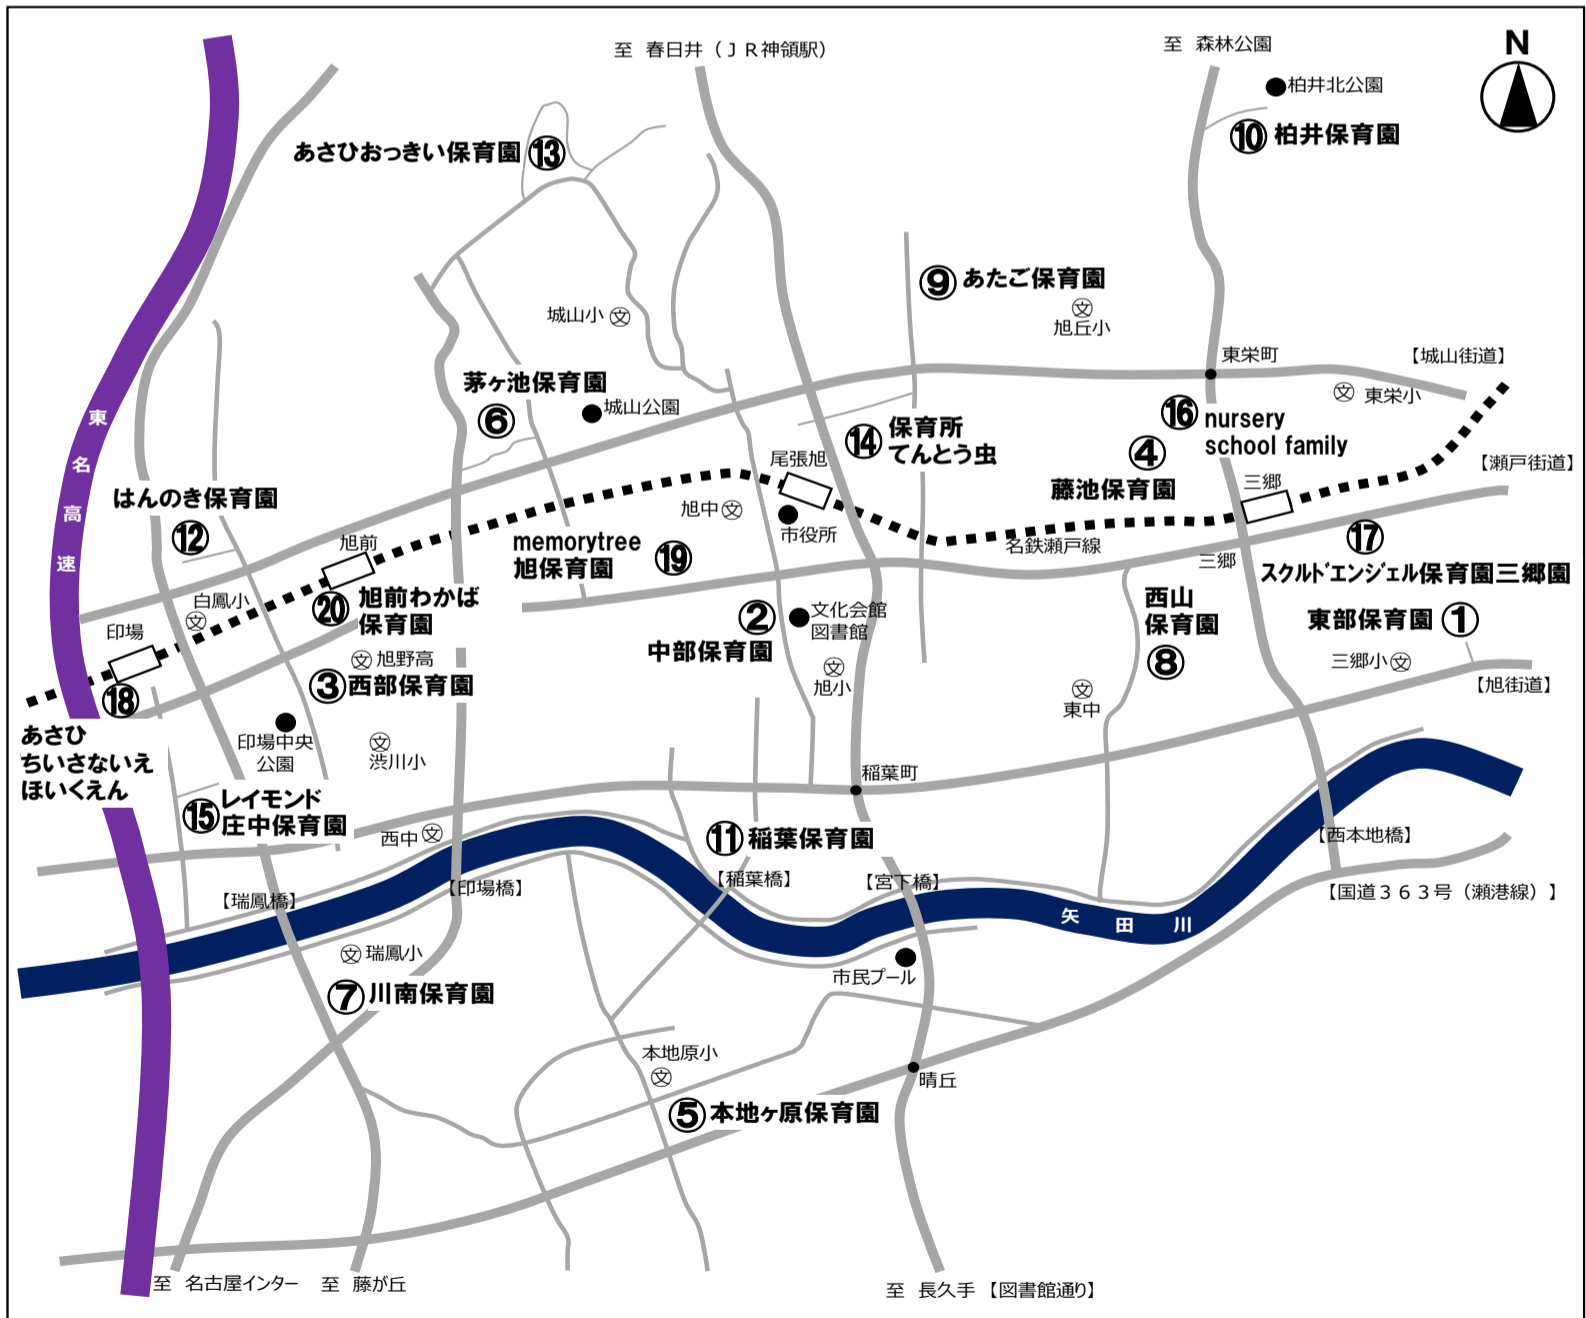 至 春日井（ＪＲ神領駅）
至 森林公園
N
柏井北公園
⑩ 柏井保育園
あさひおっきい保育園 ⑬
⑨ あたご保育園
城山小 文
文
旭丘小
東栄町
【城山街道】
茅ヶ池保育園
⑥
城山公園
文 東栄小
⑯ nursery
school family
⑭ 保育所
てんとう虫
④
藤池保育園
東名高速
尾張旭
三郷
【瀬戸街道】
はんのき保育園
⑫
旭中 文
市役所
旭前
memorytree
旭保育園 ⑲
名鉄瀬戸線
三郷
⑰
スクルドエンジェル保育園三郷園
白鳳小
文
⑳ 旭前わかば
保育園
② 
中部保育園
文化会館
図書館
西山
保育園
⑧
東部保育園 ①
印場
文 旭野高
③ 西部保育園
文
旭小
三郷小 文
【旭街道】
⑱
あさひ
ちいさないえ
ほいくえん
文
東中
印場中央
公園
文
渋川小
稲葉町
⑮ レイモンド
庄中保育園
西中 文
⑪ 稲葉保育園
【西本地橋】
【瑞鳳橋】
【印場橋】
【稲葉橋】
【宮下橋】
【国道３６３号（瀬港線）】
矢田川
文 瑞鳳小
市民プール
⑦ 川南保育園
本地原小
文
晴丘
⑤ 本地ヶ原保育園
至 名古屋インター
至 藤が丘
至 長久手 【図書館通り】